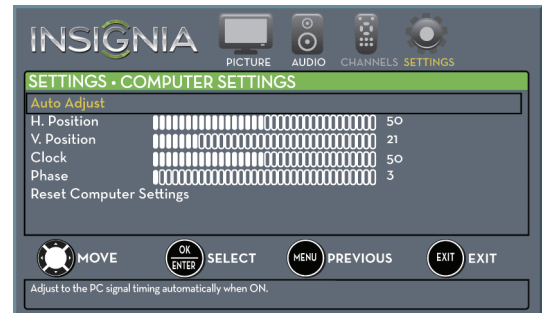 INSIGNIA
PICTURE AUDIO CHANNELS SETTINGS
SETTINGS • COMPUTER SETTINGS
Auto Adjust
H. Position 50
V. Position 21
Clock 50
Phase 3
Reset Computer Settings
MOVE OK ENTER SELECT MENU PREVIOUS EXIT EXIT
Adjust to the PC signal timing automatically when ON.